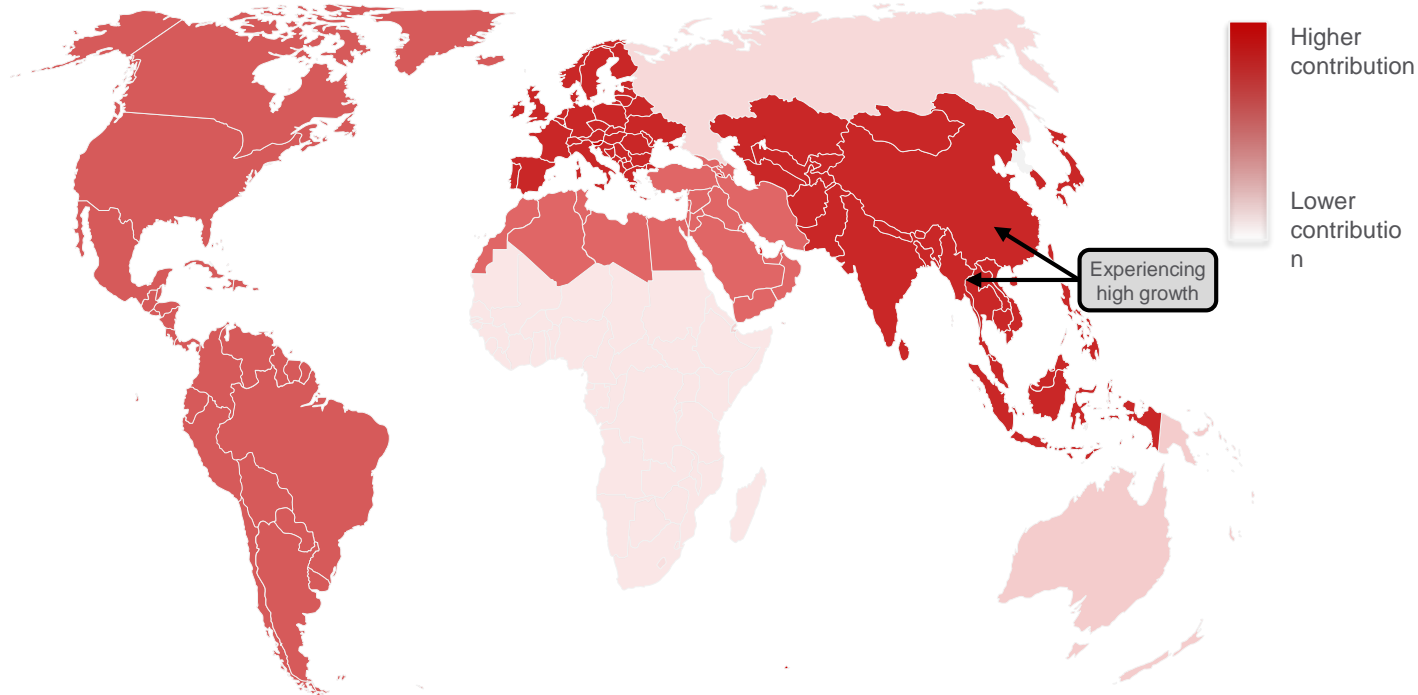 Higher
contribution
Lower
contributio
n
Experiencing
high growth